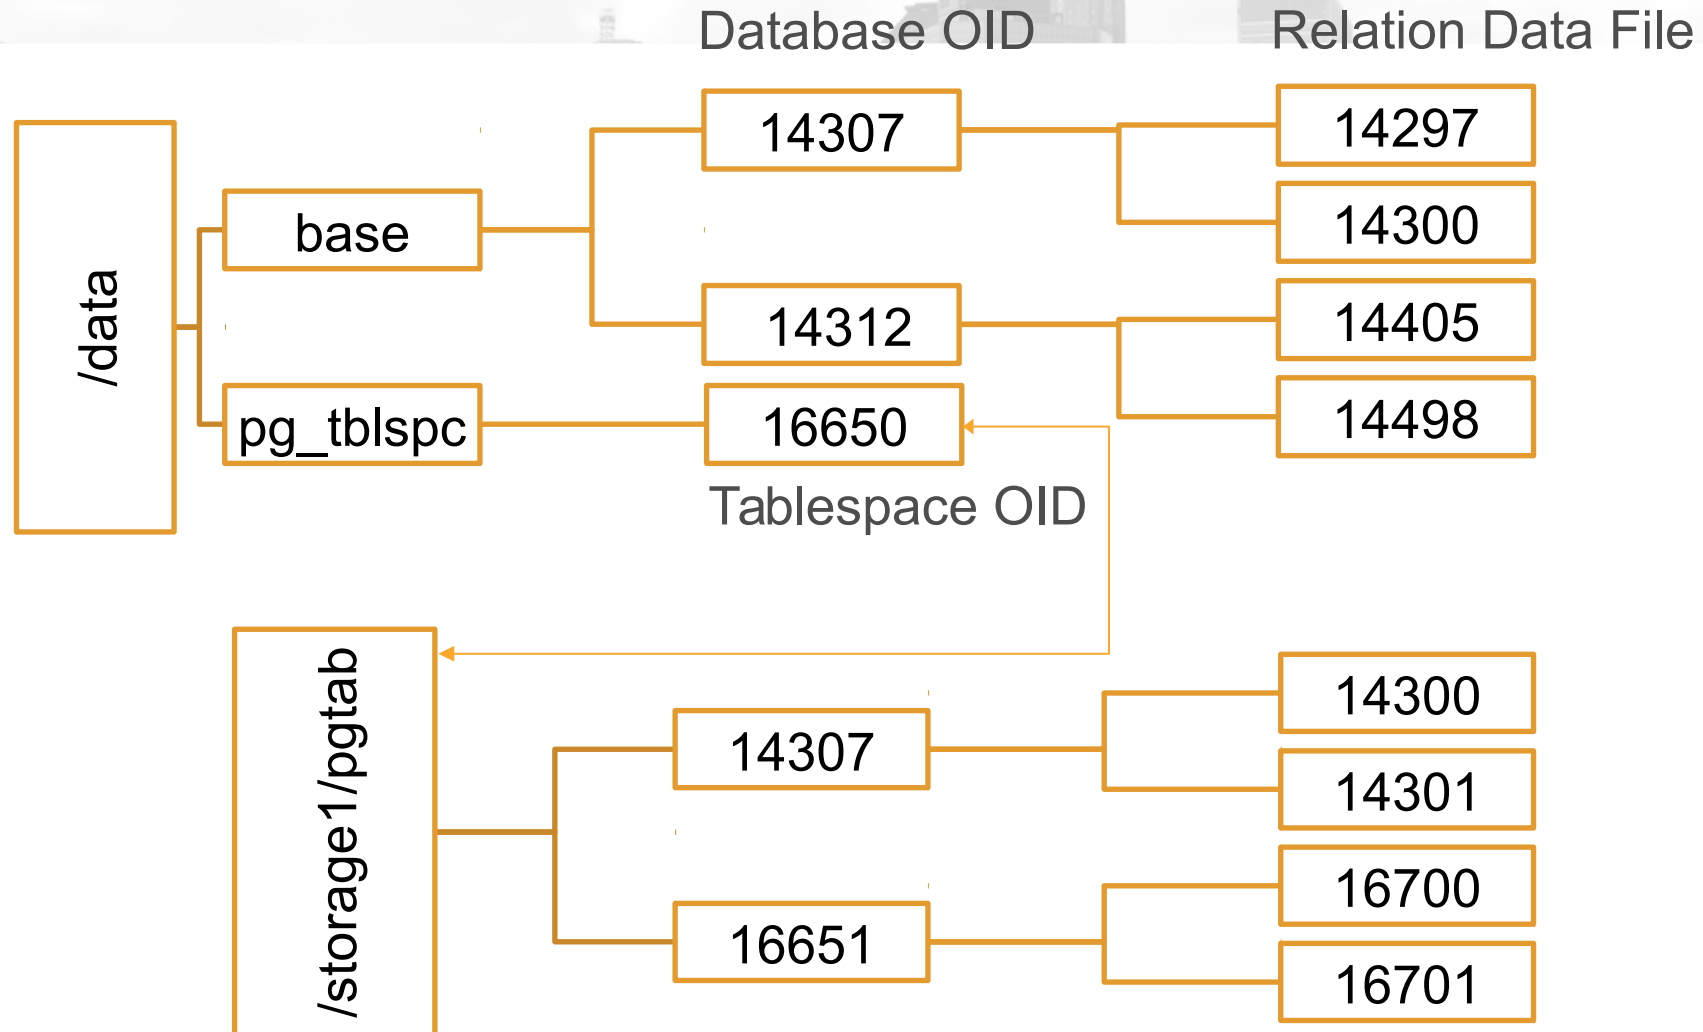 Database OID
Relation Data File
/data
base
pg_tblspc
14307
14312
16650
Tablespace OID
14297
14300
14405
14498
/storage1/pgtab
14307
16651
14300
14301
16700
16701